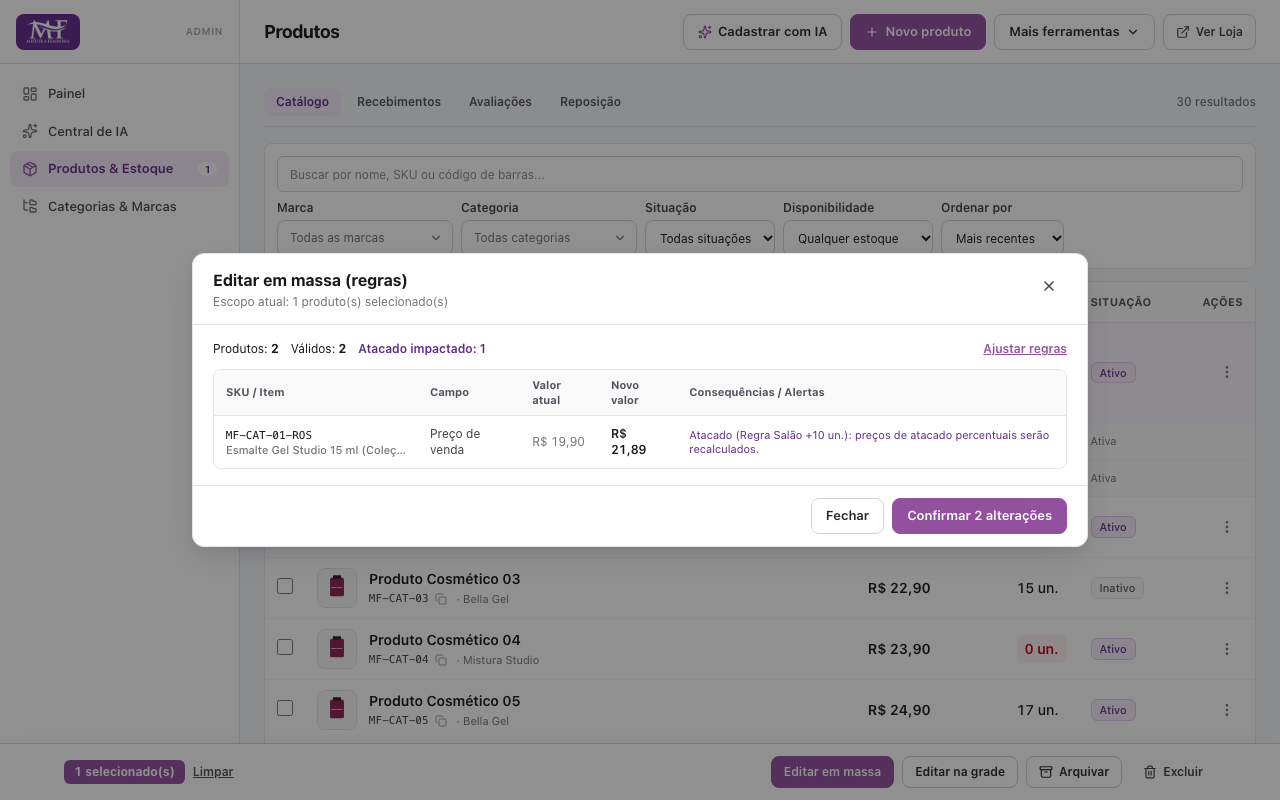 MF
ADMIN
Produtos
Cadastrar com IA
Novo produto
Mais ferramentas
Ver Loja
Painel
Central de IA
Produtos & Estoque 1
Categorias & Marcas
Catálogo
Recebimentos
Avaliações
Reposição
30 resultados
Buscar por nome, SKU ou código de barras...
Marca
Categoria
Situação
Disponibilidade
Ordenar por
Todas as marcas
Todas categorias
Todas situações
Qualquer estoque
Mais recentes
SITUAÇÃO
AÇÕES
Editar em massa (regras)
Escopo atual: 1 produto(s) selecionado(s)
Produtos: 2 Válidos: 2 Atacado impactado: 1
Ajustar regras
SKU / Item
Campo
Valor atual
Novo valor
Consequências / Alertas
MF-CAT-01-ROS
Esmalte Gel Studio 15 ml (Coleç...
Preço de venda
R$ 19,90
R$ 21,89
Atacado (Regra Salão +10 un.): preços de atacado percentuais serão
recalculados.
Fechar
Confirmar 2 alterações
Ativo
Ativa
Ativa
Ativo
Produto Cosmético 03
MF-CAT-03 · Bella Gel
R$ 22,90
15 un.
Inativo
Produto Cosmético 04
MF-CAT-04 · Mistura Studio
R$ 23,90
0 un.
Ativo
Produto Cosmético 05
MF-CAT-05 · Bella Gel
R$ 24,90
17 un.
Ativo
1 selecionado(s)
Limpar
Editar em massa
Editar na grade
Arquivar
Excluir